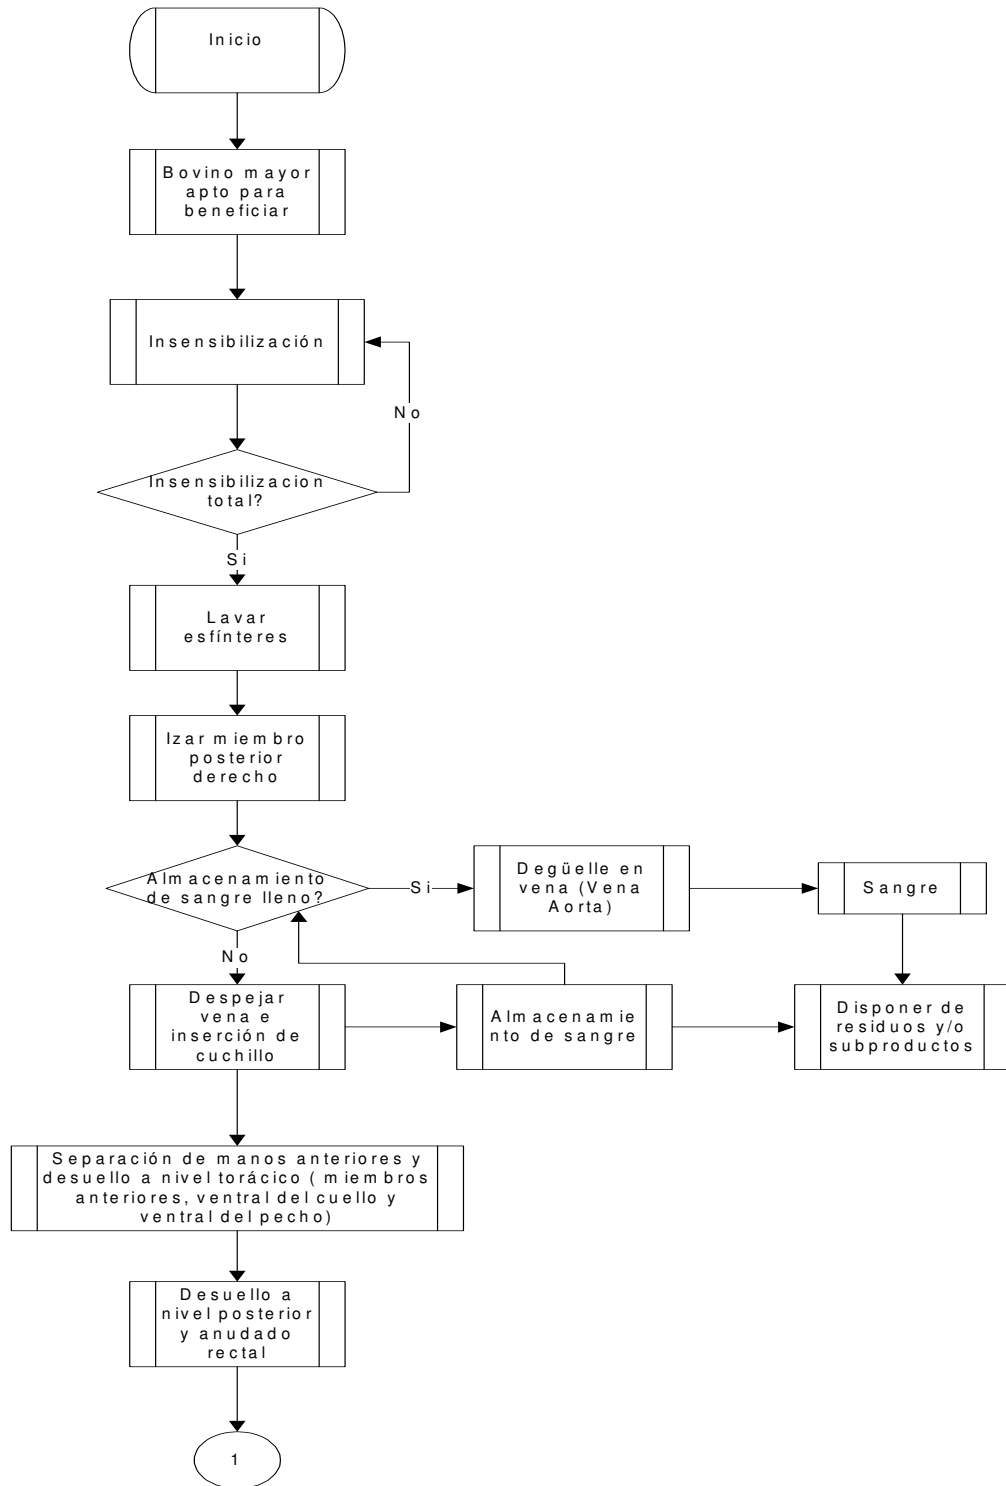 Inicio
Bovino mayor
apto para
beneficiar
Insensibilización
No
Insensibilizacion
total?
Si
Lavar
esfínteres
Izar miembro
posterior
derecho
Almacenamiento
de sangre lleno?
Si
Degüelle en
vena (Vena
Aorta)
Sangre
No
Despejar
vena e
inserción de
cuchillo
Almacenamie
nto de sangre
Disponer de
residuos y/o
subproductos
Separación de manos anteriores y
desuello a nivel torácico ( miembros
anteriores, ventral del cuello y
ventral del pecho)
Desuello a
nivel posterior
y anudado
rectal
1